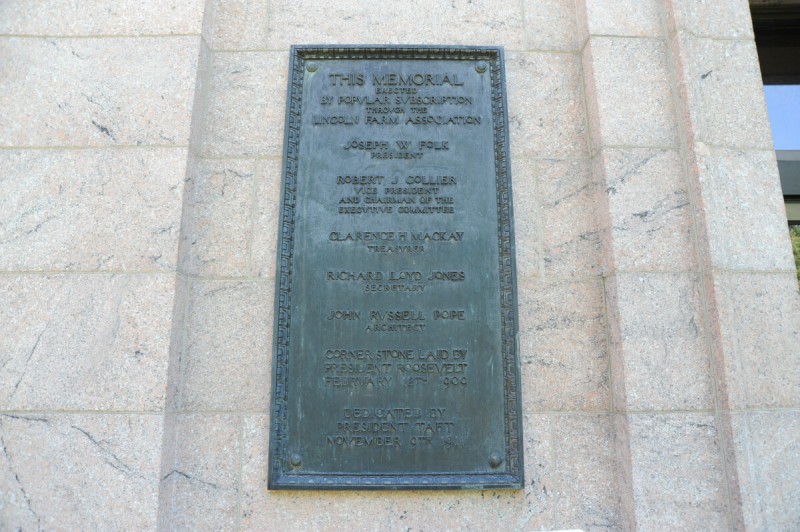 THIS MEMORIAL
ERECTED
BY POPVLAR SVBSCRIPTION
THROVGH THE
LINCOLN FARM ASSOCIATION
JOSEPH W FOLK
PRESIDENT
ROBERT J COLLIER
VICE PRESIDENT
AND CHAIRMAN OF THE
EXECVTIVE COMMITTEE
CLARENCE H MACKAY
TREASVRER
RICHARD LLOYD JONES
SECRETARY
JOHN RVSSELL POPE
ARCHITECT
CORNER STONE LAID BY
PRESIDENT ROOSEVELT
FEBRVARY 12TH 1909
DEDICATED BY
PRESIDENT TAFT
NOVEMBER 9TH 1911